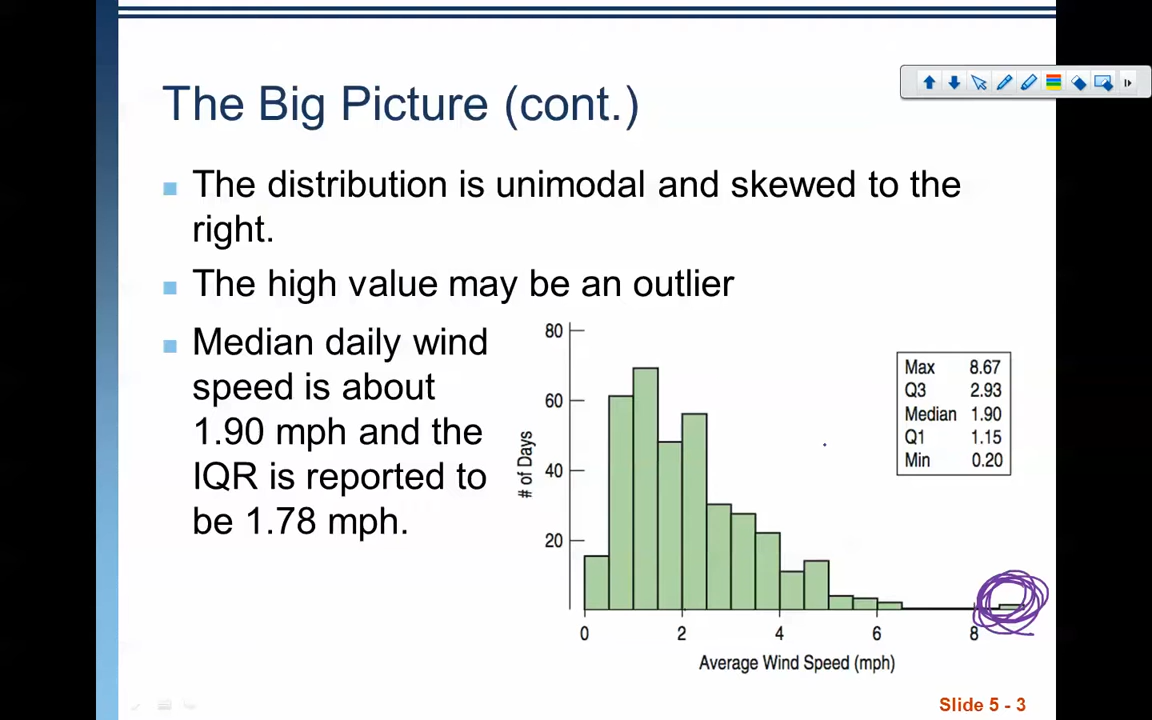 The Big Picture (cont.)
The distribution is unimodal and skewed to the
right.
The high value may be an outlier
Median daily wind
speed is about
1.90 mph and the
IQR is reported to
be 1.78 mph.
80
60
40
20
# of Days
Max 8.67
Q3 2.93
Median 1.90
Q1 1.15
Min 0.20
0 2 4 6 8
Average Wind Speed (mph)
Slide 5 - 3